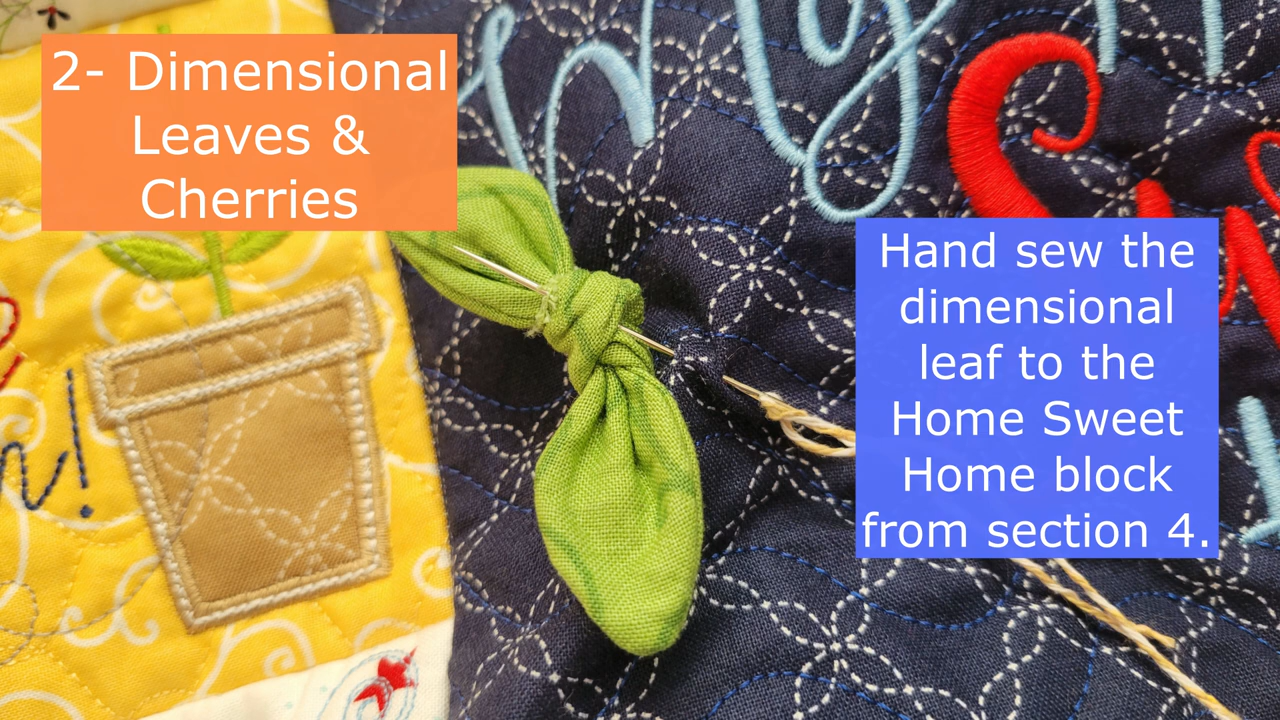 2- Dimensional
Leaves &
Cherries
Hand sew the
dimensional
leaf to the
Home Sweet
Home block
from section 4.